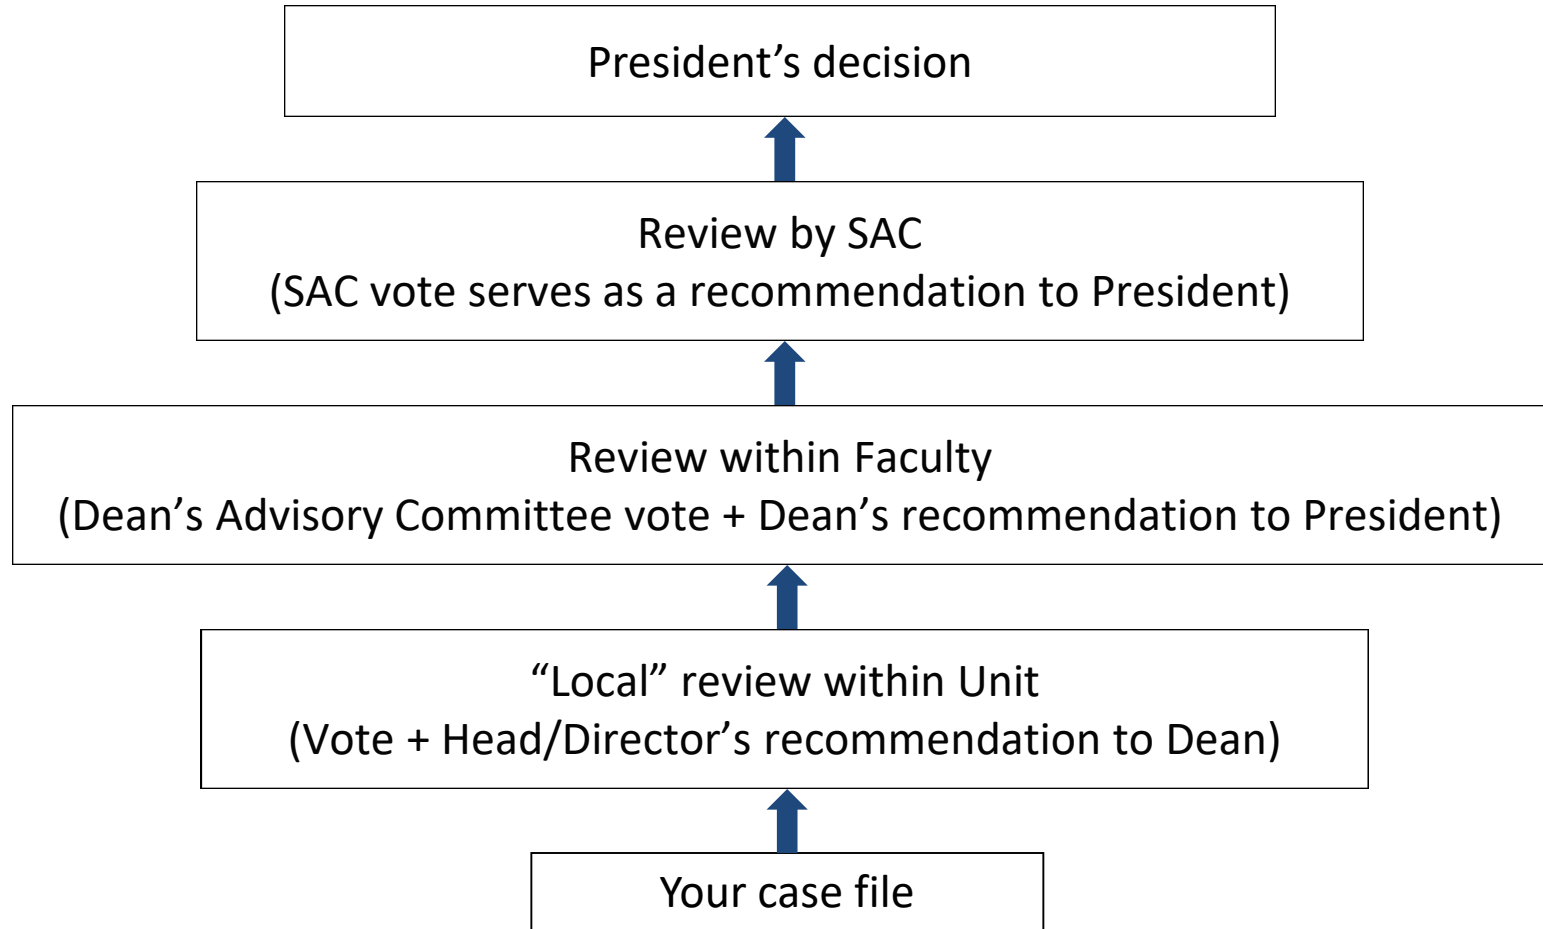 President’s decision
Review by SAC
(SAC vote serves as a recommendation to President)
Review within Faculty
(Dean’s Advisory Committee vote + Dean’s recommendation to President)
“Local” review within Unit
(Vote + Head/Director’s recommendation to Dean)
Your case file